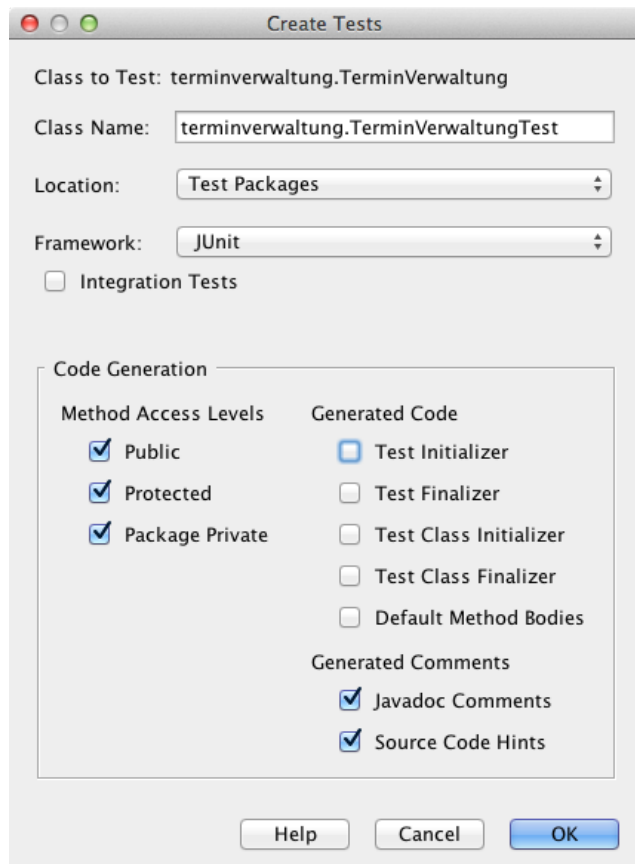 Create Tests
Class to Test: terminverwaltung.TerminVerwaltung
Class Name: terminverwaltung.TerminVerwaltungTest
Location: Test Packages
Framework: JUnit
Integration Tests
Code Generation
Method Access Levels
Public
Protected
Package Private
Generated Code
Test Initializer
Test Finalizer
Test Class Initializer
Test Class Finalizer
Default Method Bodies
Generated Comments
Javadoc Comments
Source Code Hints
Help Cancel OK